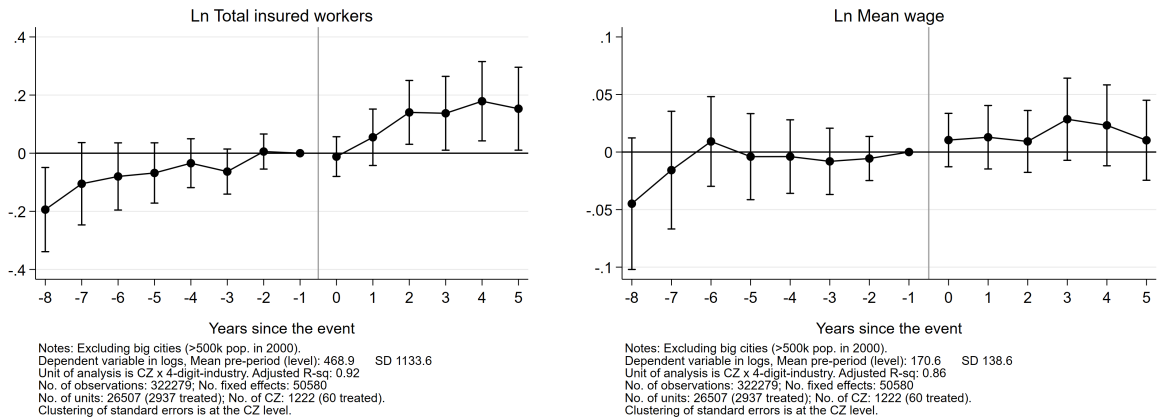 Ln Total insured workers
.4
.2
0
-.2
-.4
-8 -7 -6 -5 -4 -3 -2 -1 0 1 2 3 4 5
Years since the event
Notes: Excluding big cities (>500k pop. in 2000).
Dependent variable in logs, Mean pre-period (level): 468.9 SD 1133.6
Unit of analysis is CZ x 4-digit-industry. Adjusted R-sq: 0.92
No. of observations: 322279; No. fixed effects: 50580
No. of units: 26507 (2937 treated); No. of CZ: 1222 (60 treated).
Clustering of standard errors is at the CZ level.
Ln Mean wage
.1
.05
0
-.05
-.1
-8 -7 -6 -5 -4 -3 -2 -1 0 1 2 3 4 5
Years since the event
Notes: Excluding big cities (>500k pop. in 2000).
Dependent variable in logs, Mean pre-period (level): 170.6 SD 138.6
Unit of analysis is CZ x 4-digit-industry. Adjusted R-sq: 0.86
No. of observations: 322279; No. fixed effects: 50580
No. of units: 26507 (2937 treated); No. of CZ: 1222 (60 treated).
Clustering of standard errors is at the CZ level.